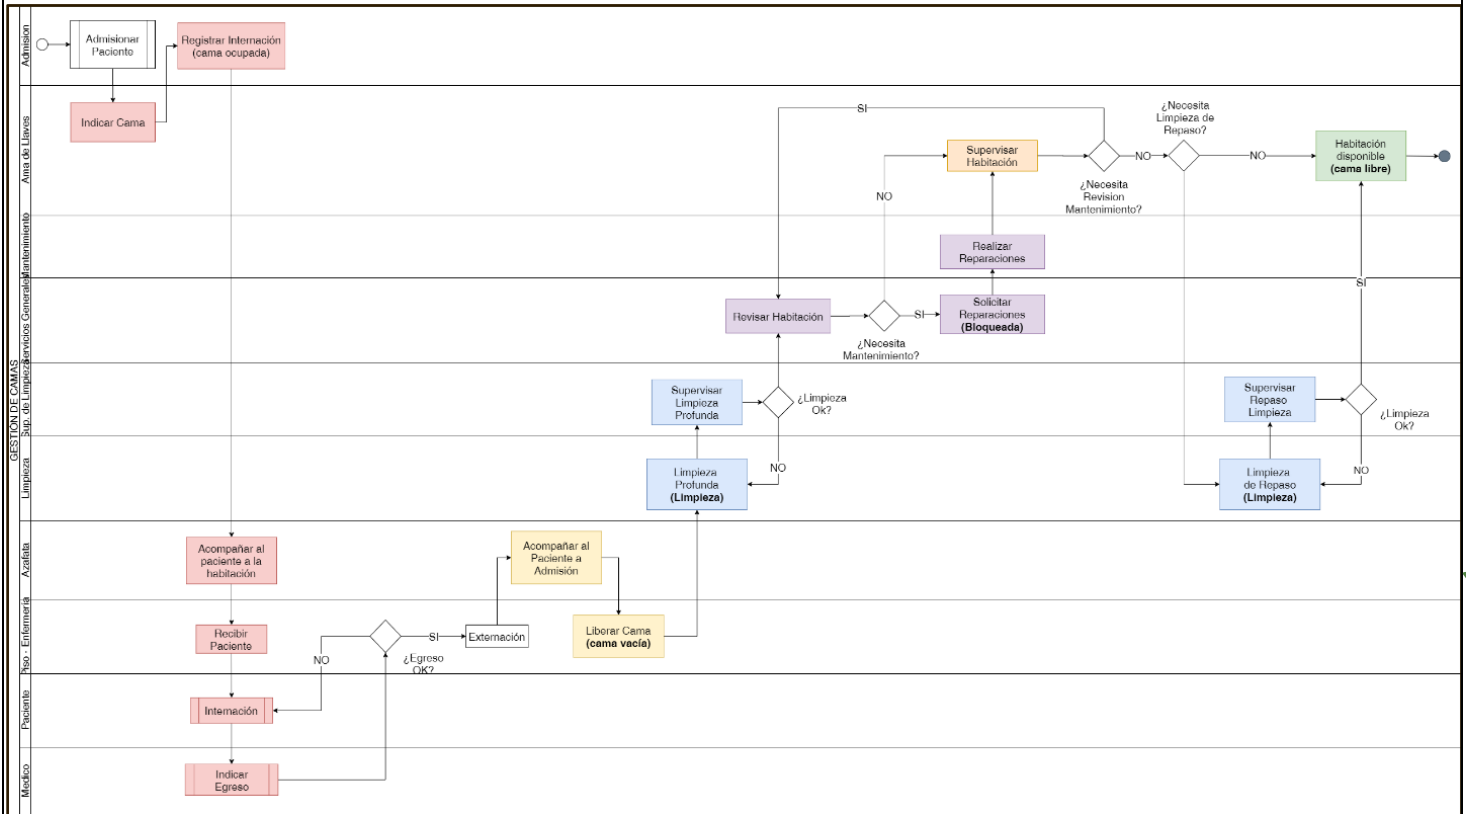 GESTIÓN DE CAMAS
Admision
Admisionar
Paciente
Registrar Internación
(cama ocupada)
Ama de Llaves
Indicar Cama
SI
Supervisar
Habitación
NO
¿Necesita
Revision
Mantenimiento?
NO
¿Necesita
Limpieza de
Repaso?
NO
Habitación
disponible
(cama libre)
Mantenimiento
Realizar
Reparaciones
Servicios Generales
Revisar Habitación
¿Necesita
Mantenimiento?
SI
Solicitar
Reparaciones
(Bloqueada)
SI
Sup. de Limpieza
Supervisar
Limpieza
Profunda
¿Limpieza
Ok?
Supervisar
Repaso
Limpieza
¿Limpieza
Ok?
Limpieza
Limpieza
Profunda
(Limpieza)
NO
Limpieza
de Repaso
(Limpieza)
NO
Azafata
Acompañar al
paciente a la
habitación
Acompañar al
Paciente a
Admisión
Piso - Enfermeria
Recibir
Paciente
NO
¿Egreso
OK?
SI
Externación
Liberar Cama
(cama vacía)
Paciente
Internación
Medico
Indicar
Egreso